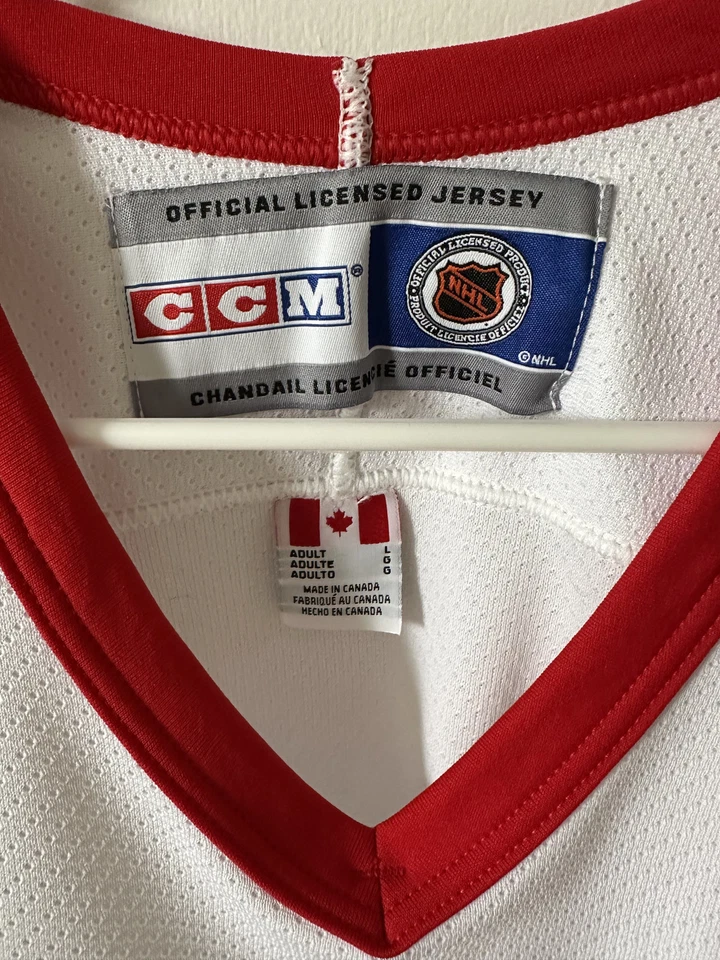 OFFICIAL LICENSED JERSEY
CCM®
OFFICIAL LICENSED PRODUCT
NHL
PRODUIT LICENCIE OFFICIEL
© NHL
CHANDAIL LICENCIÉ OFFICIEL
ADULT L
ADULTE G
ADULTO G
MADE IN CANADA
FABRIQUÉ AU CANADA
HECHO EN CANADA